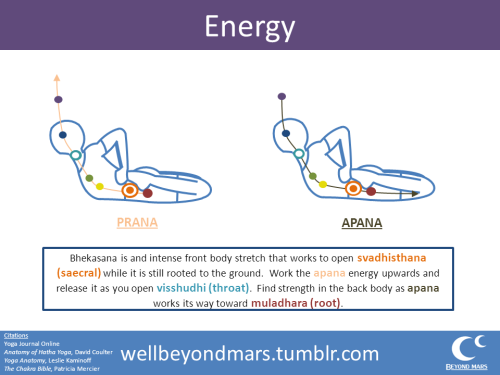 Energy
PRANA
APANA
Bhekasana is and intense front body stretch that works to open svadhisthana
(saecral) while it is still rooted to the ground. Work the apana energy upwards and
release it as you open visshudhi (throat). Find strength in the back body as apana
works its way toward muladhara (root).
Citations
Yoga Journal Online
Anatomy of Hatha Yoga, David Coulter
Yoga Anatomy, Leslie Kaminoff
The Chakra Bible, Patricia Mercier
wellbeyondmars.tumblr.com
BEYOND MARS